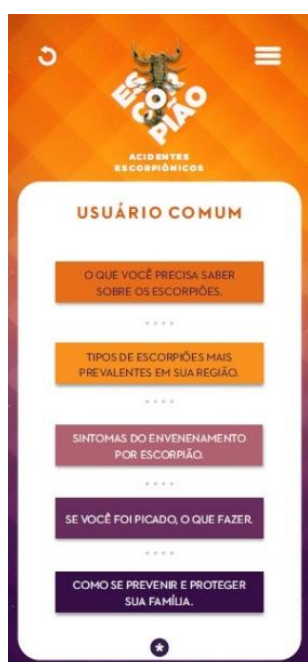 ES
COR
PIÃO
ACIDENTES
ESCORPIÔNICOS
USUÁRIO COMUM
O QUE VOCÊ PRECISA SABER
SOBRE OS ESCORPIÕES.
TIPOS DE ESCORPIÕES MAIS
PREVALENTES EM SUA REGIÃO.
SINTOMAS DO ENVENENAMENTO
POR ESCORPIÃO.
SE VOCÊ FOI PICADO, O QUE FAZER.
COMO SE PREVENIR E PROTEGER
SUA FAMÍLIA.